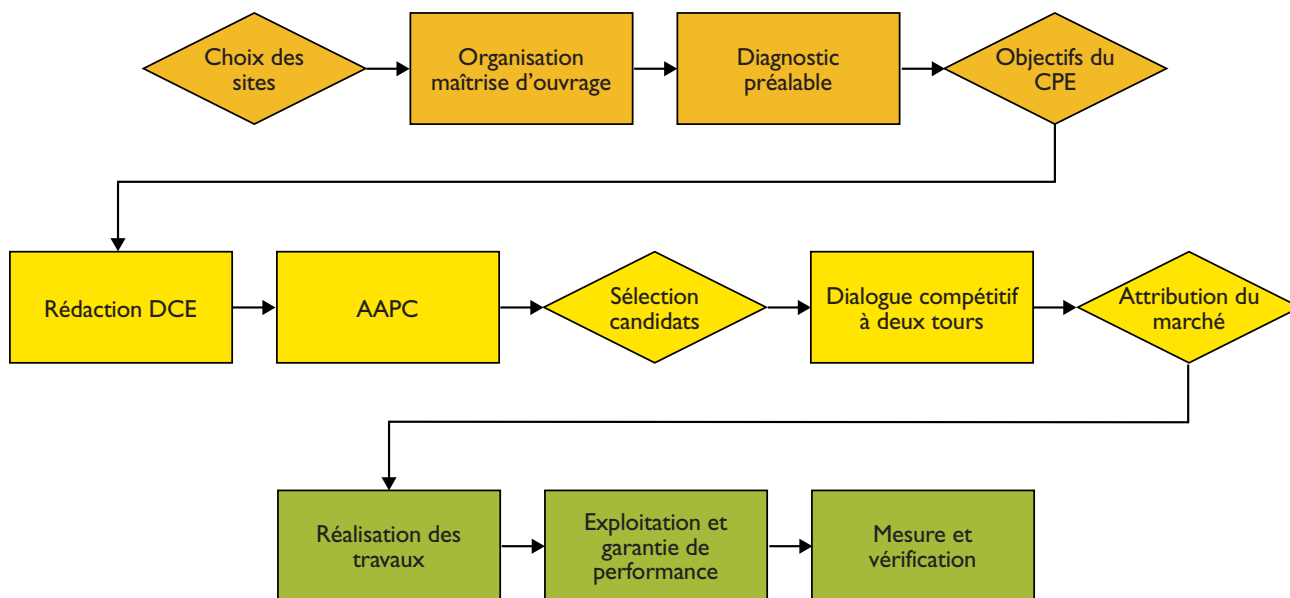 Choix des
sites
Organisation
maîtrise d'ouvrage
Diagnostic
préalable
Objectifs du
CPE
Rédaction DCE
AAPC
Sélection
candidats
Dialogue compétitif
à deux tours
Attribution du
marché
Réalisation des
travaux
Exploitation et
garantie de
performance
Mesure et
vérification